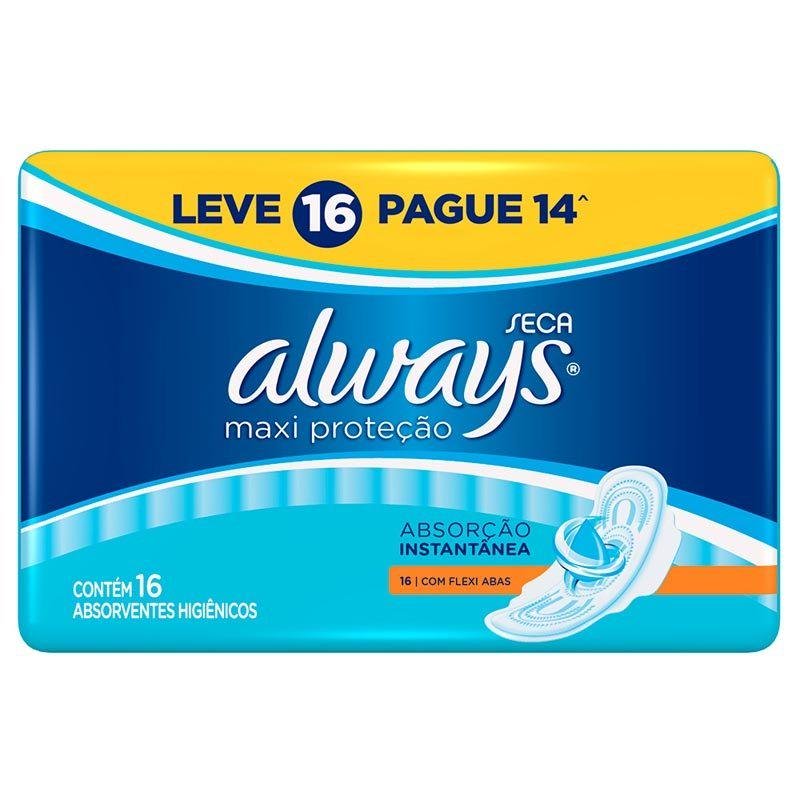 LEVE 16 PAGUE 14^
SECA
always®
maxi proteção
ABSORÇÃO
INSTANTÂNEA
16 | COM FLEXI ABAS
CONTÉM 16
ABSORVENTES HIGIÊNICOS